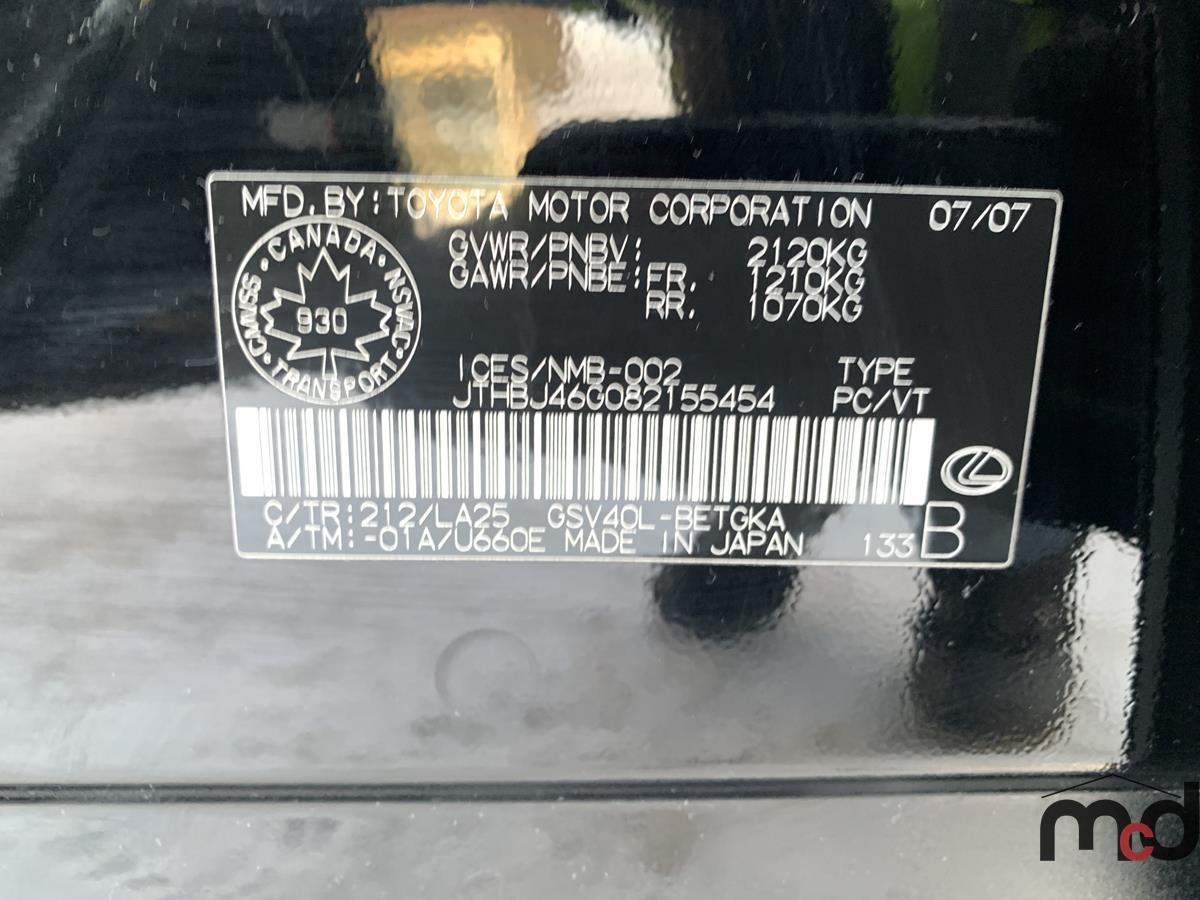 MFD.BY:TOYOTA MOTOR CORPORATION 07/07
GVWR/PNBV: 2120KG
GAWR/PNBE:FR. 1210KG
RR. 1070KG
CANADA
CMVSS NSVAC
930
TRANSPORT
ICES/NMB-002 TYPE
JTHBJ46G082155454 PC/VT
C/TR:212/LA25 GSV40L-BETGKA
A/TM:-01A/U660E MADE IN JAPAN 133 B
mcd